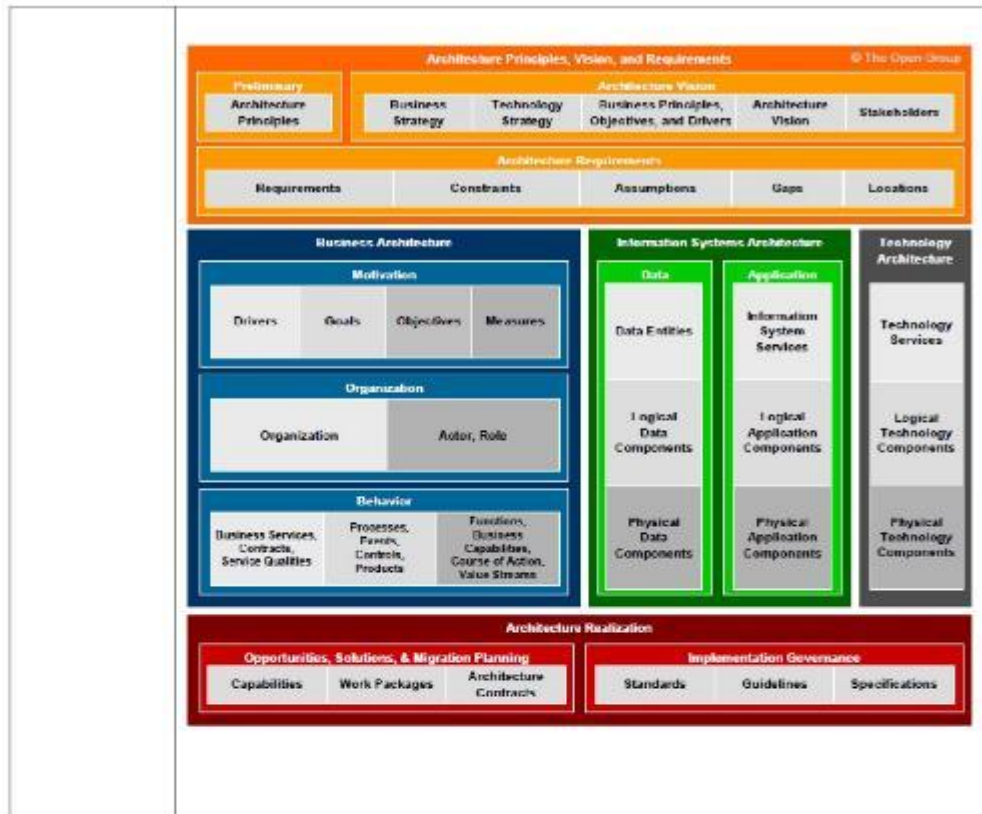 Architecture Principles, Vision, and Requirements
© The Open Group
Preliminary
Architecture
Principles
Architecture Vision
Business
Strategy
Technology
Strategy
Business Principles,
Objectives, and Drivers
Architecture
Vision
Stakeholders
Architecture Requirements
Requirements
Constraints
Assumptions
Gaps
Locations
Business Architecture
Motivation
Drivers
Goals
Objectives
Measures
Organization
Organization
Actor, Role
Behavior
Business Services,
Contracts,
Service Qualities
Processes,
Events,
Controls,
Products
Functions,
Business
Capabilities,
Course of Action,
Value Streams
Information Systems Architecture
Data
Data Entities
Logical
Data
Components
Physical
Data
Components
Application
Information
System
Services
Logical
Application
Components
Physical
Application
Components
Technology
Architecture
Technology
Services
Logical
Technology
Components
Physical
Technology
Components
Architecture Realization
Opportunities, Solutions, & Migration Planning
Capabilities
Work Packages
Architecture
Contracts
Implementation Governance
Standards
Guidelines
Specifications